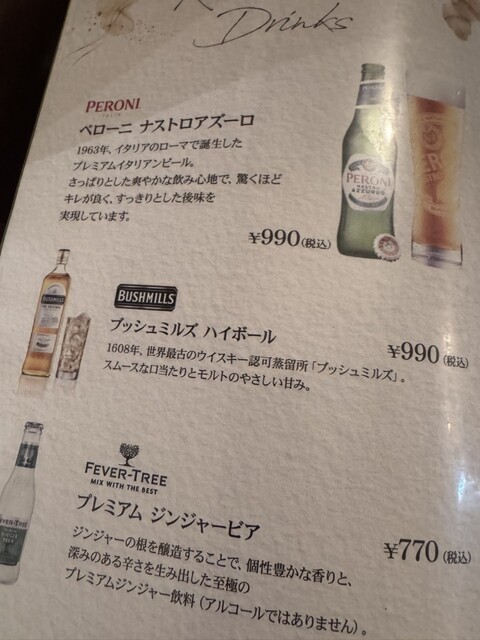 Drinks
PERONI
ITALIA
ペローニ ナストロアズーロ
1963年、イタリアのローマで誕生した
プレミアムイタリアンビール。
さっぱりとした爽やかな飲み心地で、驚くほど
キレが良く、すっきりとした後味を
実現しています。
¥990(税込)
PERONI
NASTRO
AZZURRO
BUSHMILLS
ブッシュミルズ ハイボール
¥990(税込)
1608年、世界最古のウイスキー認可蒸留所「ブッシュミルズ」。
スムースな口当たりとモルトのやさしい甘み。
BUSHMILLS
FEVER-TREE
MIX WITH THE BEST
プレミアム ジンジャービア
¥770(税込)
ジンジャーの根を醸造することで、個性豊かな香りと、
深みのある辛さを生み出した至極の
プレミアムジンジャー飲料（アルコールではありません）。
FEVER-TREE
GINGER
BEER